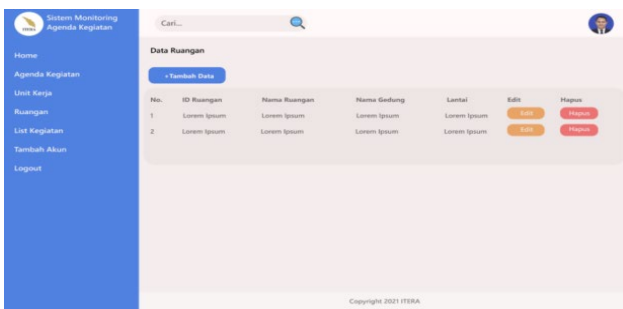 Sistem Monitoring
Agenda Kegiatan
ITERA
Cari...
Home
Agenda Kegiatan
Unit Kerja
Ruangan
List Kegiatan
Tambah Akun
Logout
Data Ruangan
+Tambah Data
No. ID Ruangan Nama Ruangan Nama Gedung Lantai Edit Hapus
1 Lorem Ipsum Lorem Ipsum Lorem Ipsum Lorem Ipsum Edit Hapus
2 Lorem Ipsum Lorem Ipsum Lorem Ipsum Lorem Ipsum Edit Hapus
Copyright 2021 ITERA